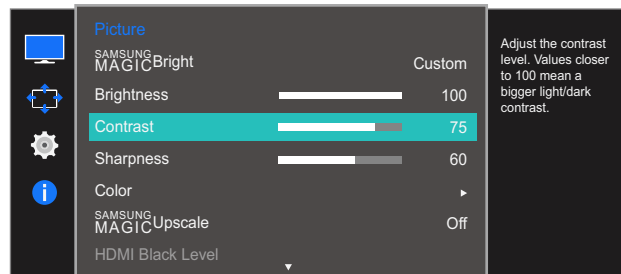 Picture
SAMSUNG MAGIC Bright Custom
Brightness 100
Contrast 75
Sharpness 60
Color
SAMSUNG MAGIC Upscale Off
HDMI Black Level
Adjust the contrast
level. Values closer
to 100 mean a
bigger light/dark
contrast.